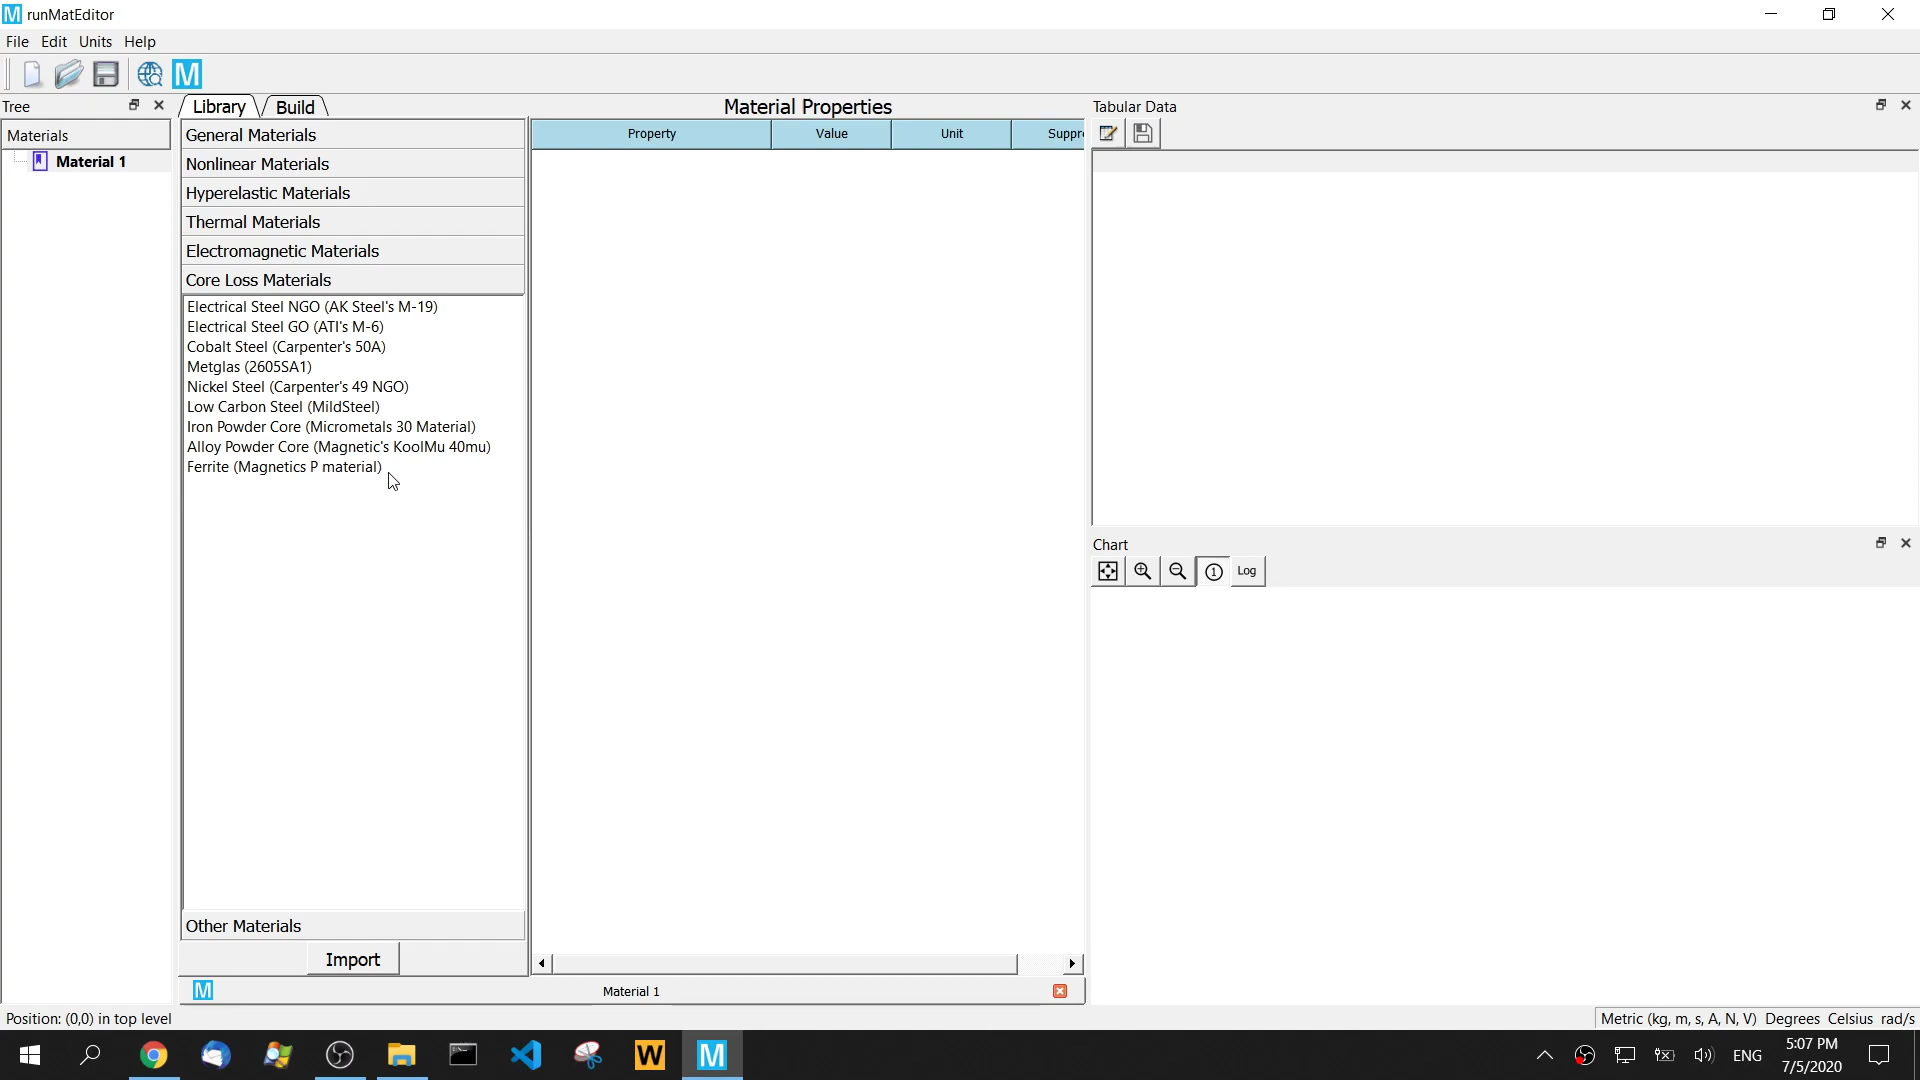 M runMatEditor
File Edit Units Help
M
Tree
Materials
Material 1
Library
Build
General Materials
Nonlinear Materials
Hyperelastic Materials
Thermal Materials
Electromagnetic Materials
Core Loss Materials
Electrical Steel NGO (AK Steel's M-19)
Electrical Steel GO (ATI's M-6)
Cobalt Steel (Carpenter's 50A)
Metglas (2605SA1)
Nickel Steel (Carpenter's 49 NGO)
Low Carbon Steel (MildSteel)
Iron Powder Core (Micrometals 30 Material)
Alloy Powder Core (Magnetic's KoolMu 40mu)
Ferrite (Magnetics P material)
Other Materials
Import
Material Properties
Property Value Unit Suppre
M Material 1
Tabular Data
Chart
1 Log
Position: (0,0) in top level
Metric (kg, m, s, A, N, V) Degrees Celsius rad/s
W M
ENG
5:07 PM
7/5/2020